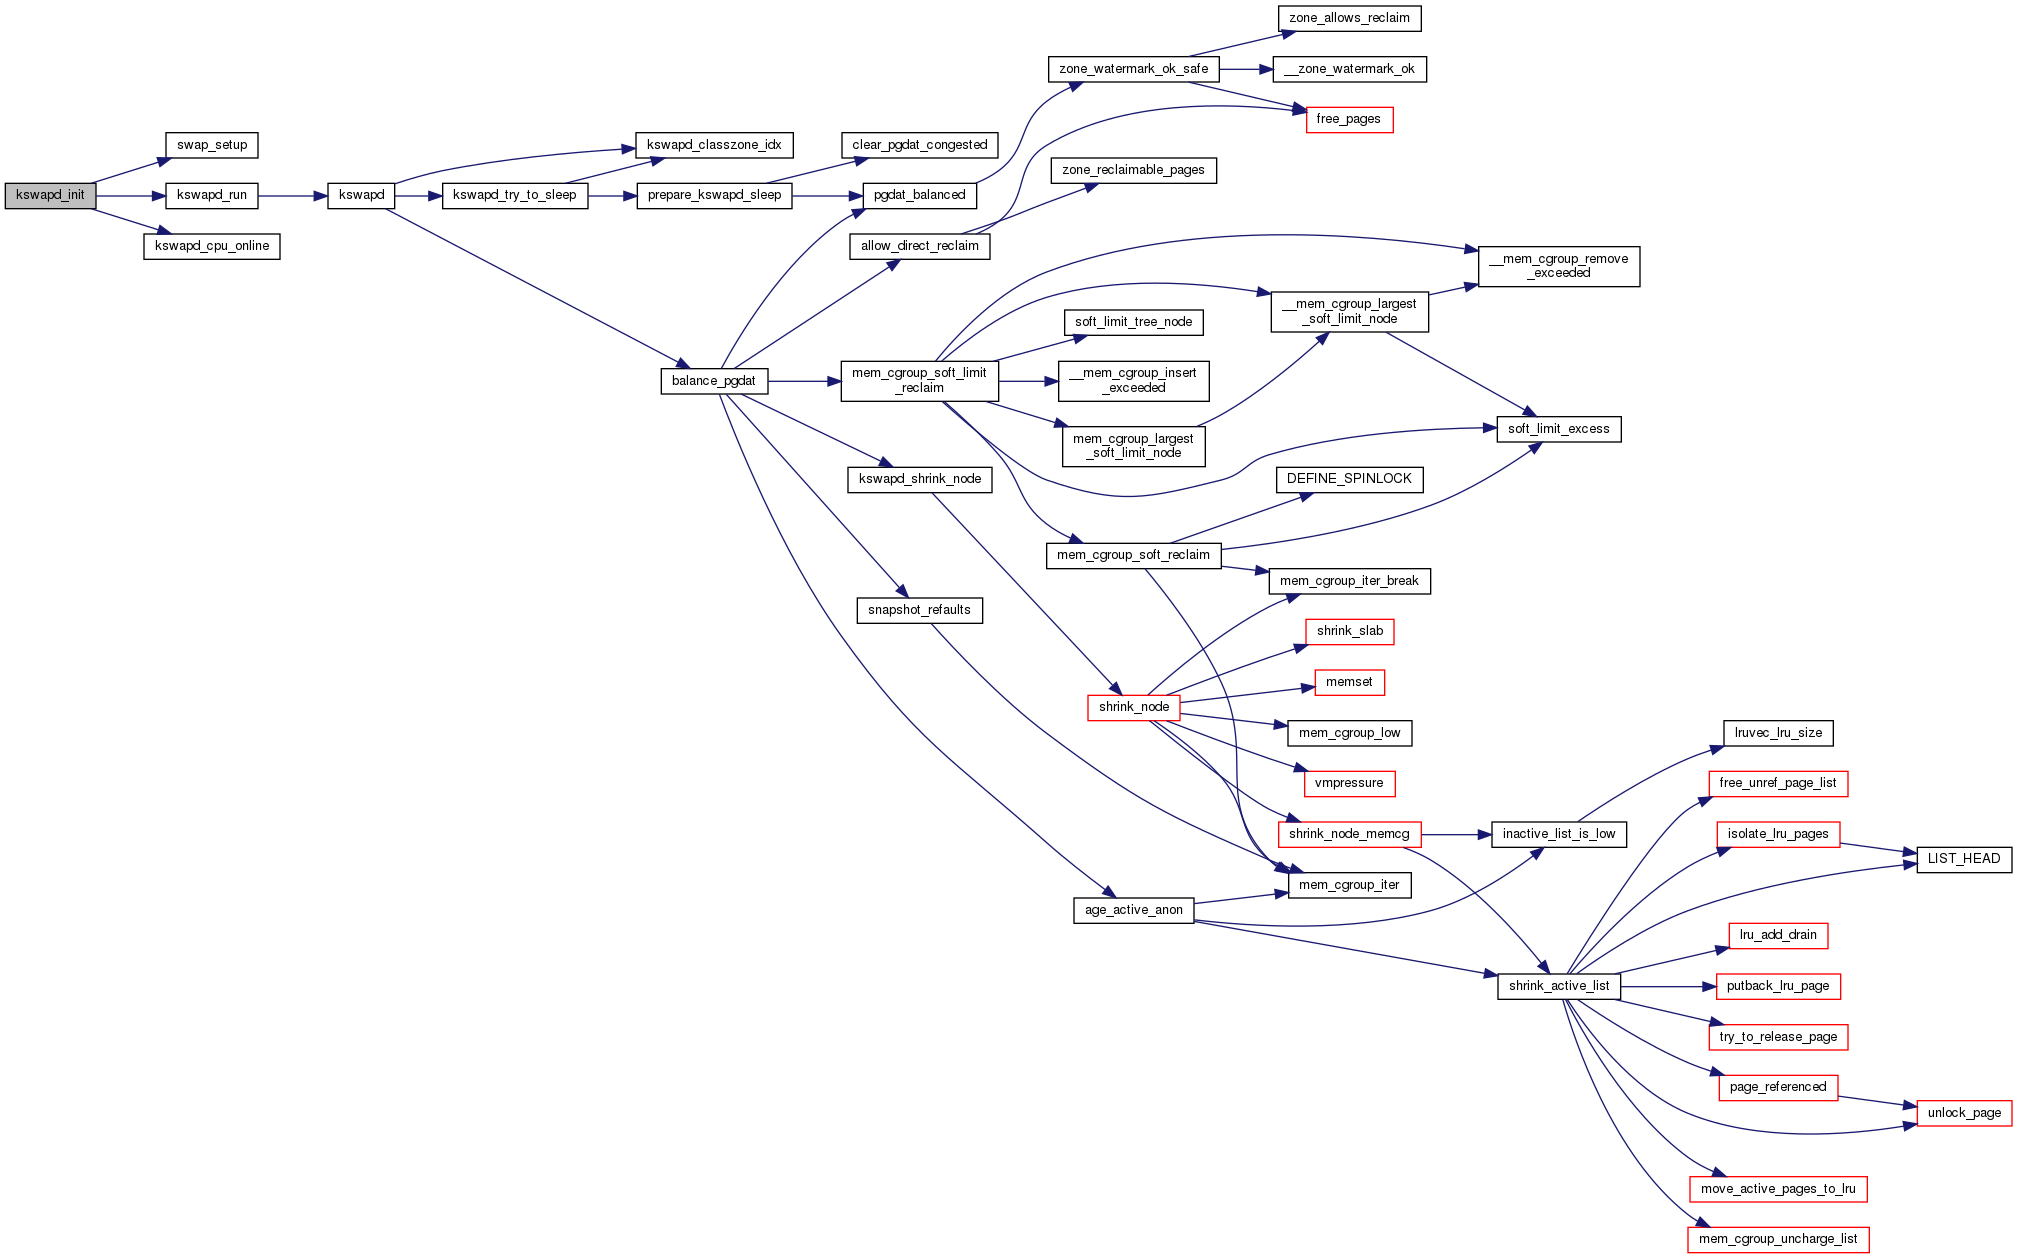 zone_allows_reclaim
zone_watermark_ok_safe
__zone_watermark_ok
free_pages
swap_setup
kswapd_classzone_idx
clear_pgdat_congested
zone_reclaimable_pages
kswapd_init
kswapd_run
kswapd
kswapd_try_to_sleep
prepare_kswapd_sleep
pgdat_balanced
kswapd_cpu_online
allow_direct_reclaim
__mem_cgroup_remove
_exceeded
__mem_cgroup_largest
_soft_limit_node
soft_limit_tree_node
balance_pgdat
mem_cgroup_soft_limit
_reclaim
__mem_cgroup_insert
_exceeded
mem_cgroup_largest
_soft_limit_node
soft_limit_excess
kswapd_shrink_node
DEFINE_SPINLOCK
mem_cgroup_soft_reclaim
mem_cgroup_iter_break
snapshot_refaults
shrink_slab
memset
shrink_node
mem_cgroup_low
lruvec_lru_size
vmpressure
free_unref_page_list
shrink_node_memcg
inactive_list_is_low
isolate_lru_pages
LIST_HEAD
mem_cgroup_iter
age_active_anon
lru_add_drain
shrink_active_list
putback_lru_page
try_to_release_page
page_referenced
unlock_page
move_active_pages_to_lru
mem_cgroup_uncharge_list